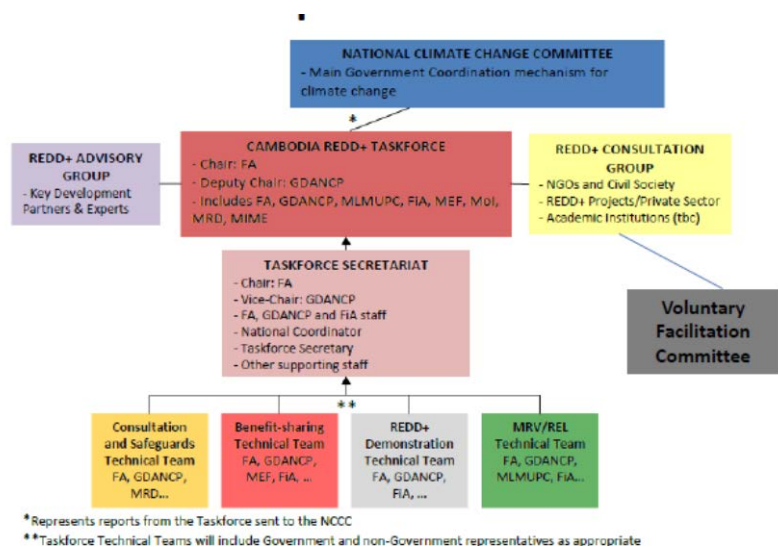 NATIONAL CLIMATE CHANGE COMMITTEE
- Main Government Coordination mechanism for
climate change
*
CAMBODIA REDD+ TASKFORCE
- Chair: FA
- Deputy Chair: GDANCP
- Includes FA, GDANCP, MLMUPC, FiA, MEF, MoI,
MRD, MIME
REDD+ ADVISORY
GROUP
- Key Development
Partners & Experts
REDD+ CONSULTATION
GROUP
- NGOs and Civil Society
- REDD+ Projects/Private Sector
- Academic Institutions (tbc)
TASKFORCE SECRETARIAT
- Chair: FA
- Vice-Chair: GDANCP
- FA, GDANCP and FiA staff
- National Coordinator
- Taskforce Secretary
- Other supporting staff
Voluntary
Facilitation
Committee
**
Consultation
and Safeguards
Technical Team
FA, GDANCP,
MRD...
Benefit-sharing
Technical Team
FA, GDANCP,
MEF, FiA, ...
REDD+
Demonstration
Technical Team
FA, GDANCP,
FiA, ...
MRV/REL
Technical Team
FA, GDANCP,
MLMUPC, FiA...
*Represents reports from the Taskforce sent to the NCCC
**Taskforce Technical Teams will include Government and non-Government representatives as appropriate